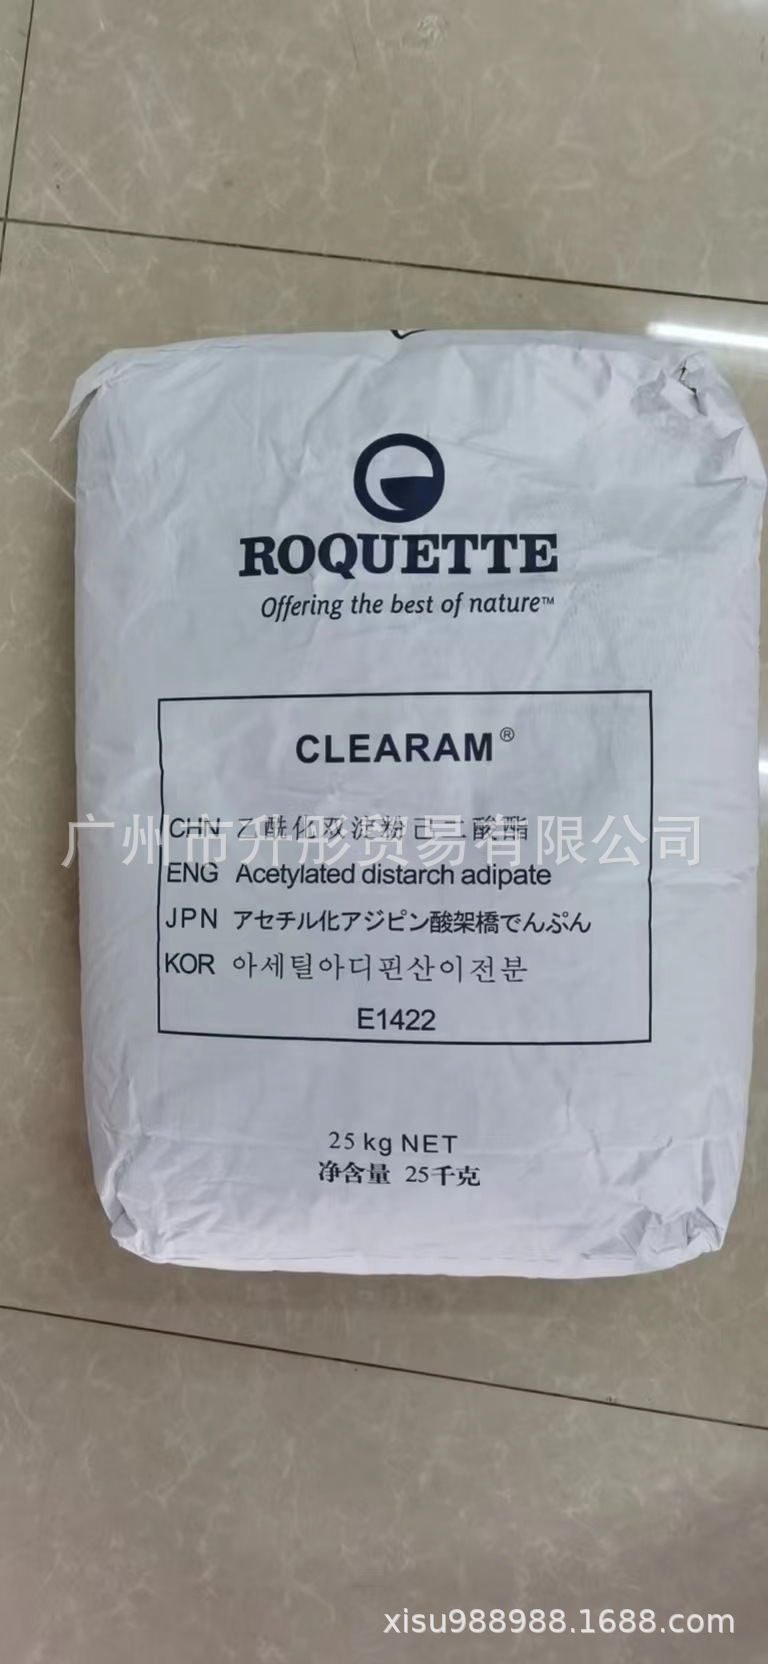 ROQUETTE
Offering the best of nature™
CLEARAM®
CHN 乙酰化双淀粉己二酸酯
广州市升彤贸易有限公司
ENG Acetylated distarch adipate
JPN アセチル化アジピン酸架橋でんぷん
KOR 아세틸아디핀산이전분
E1422
25 kg NET
净含量 25千克
xisu988988.1688.com